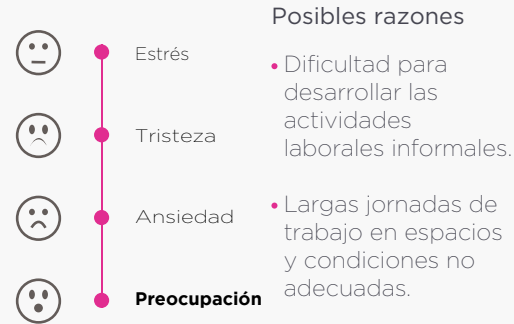 Estrés
Tristeza
Ansiedad
Preocupación
Posibles razones
• Dificultad para
desarrollar las
actividades
laborales informales.
• Largas jornadas de
trabajo en espacios
y condiciones no
adecuadas.